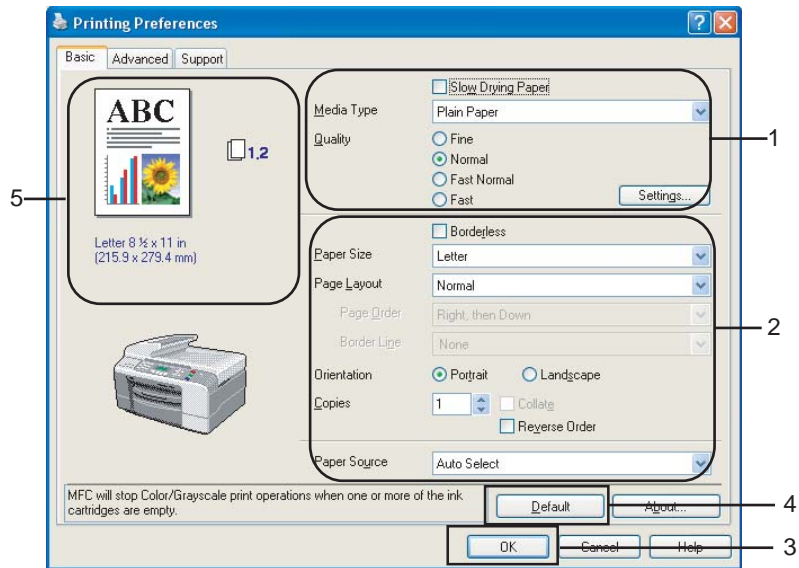 Printing Preferences
Basic Advanced Support
ABC
1,2
Letter 8 ½ x 11 in
(215.9 x 279.4 mm)
Slow Drying Paper
Media Type Plain Paper
Quality Fine
Normal
Fast Normal
Fast Settings...
Borderless
Paper Size Letter
Page Layout Normal
Page Order Right, then Down
Border Line None
Orientation Portrait Landscape
Copies 1 Collate
Reverse Order
Paper Source Auto Select
MFC will stop Color/Grayscale print operations when one or more of the ink
cartridges are empty.
Default About...
OK Cancel Help
1
2
3
4
5